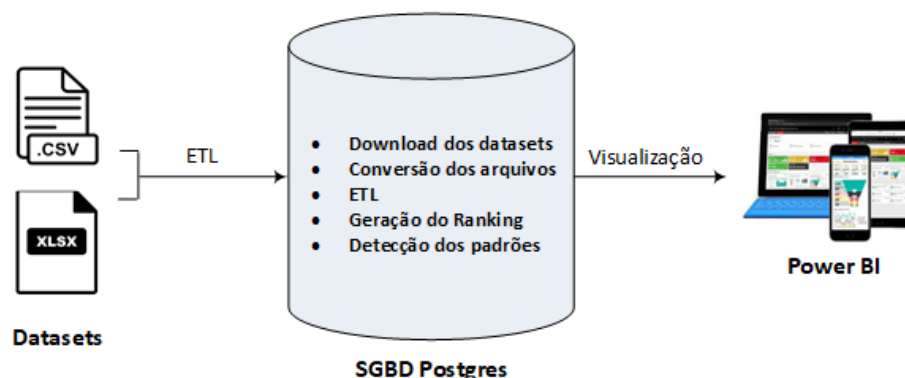 .CSV
XLSX
Datasets
ETL
• Download dos datasets
• Conversão dos arquivos
• ETL
• Geração do Ranking
• Detecção dos padrões
SGBD Postgres
Visualização
Power BI